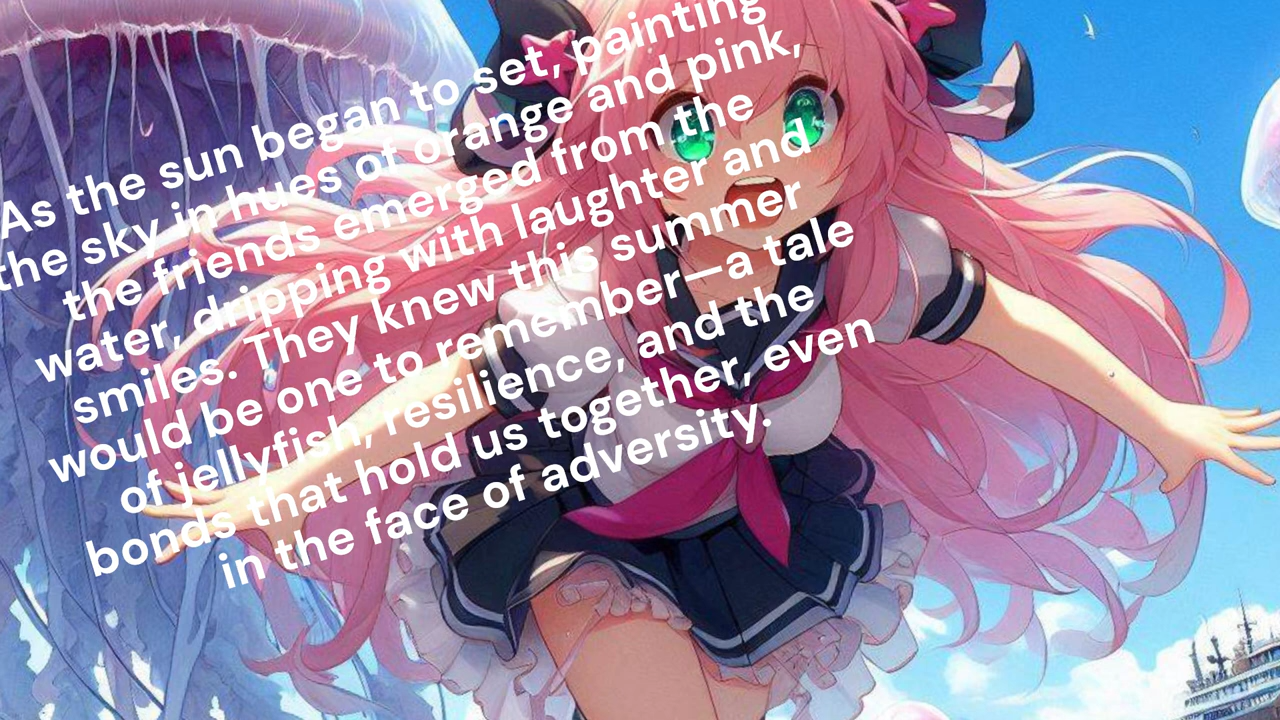 As the sun began to set, painting
the sky in hues of orange and pink,
the friends emerged from the
water, dripping with laughter and
smiles. They knew this summer
would be one to remember—a tale
of jellyfish, resilience, and the
bonds that hold us together, even
in the face of adversity.